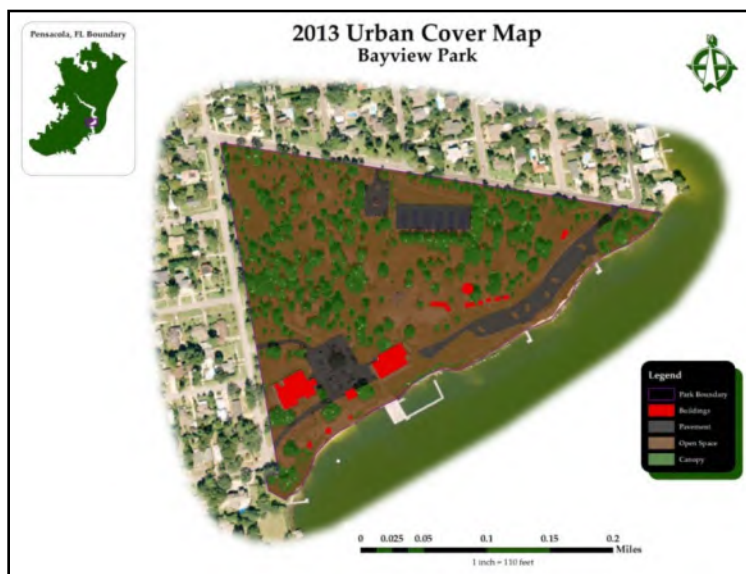 Pensacola, FL Boundary
2013 Urban Cover Map
Bayview Park
Legend
Park Boundary
Buildings
Pavement
Open Space
Canopy
0 0.025 0.05 0.1 0.15 0.2
Miles
1 inch = 110 feet